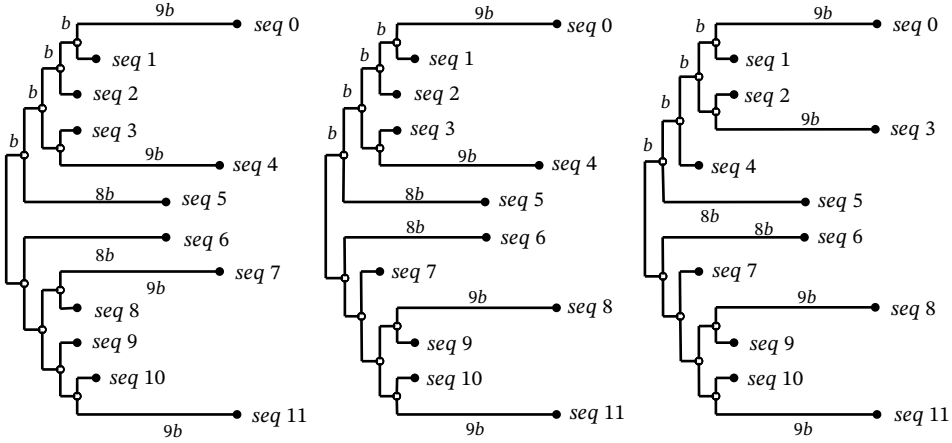 9b
b
seq 0
b
seq 1
b
seq 2
seq 3
b
9b
seq 4
8b
seq 5
seq 6
8b
seq 7
9b
seq 8
seq 9
seq 10
seq 11
9b
9b
b
seq 0
b
seq 1
b
seq 2
seq 3
b
9b
seq 4
8b
seq 5
8b
seq 6
seq 7
9b
seq 8
seq 9
seq 10
seq 11
9b
9b
b
seq 0
b
seq 1
seq 2
b
9b
seq 3
b
seq 4
seq 5
8b
8b
seq 6
seq 7
9b
seq 8
seq 9
seq 10
seq 11
9b